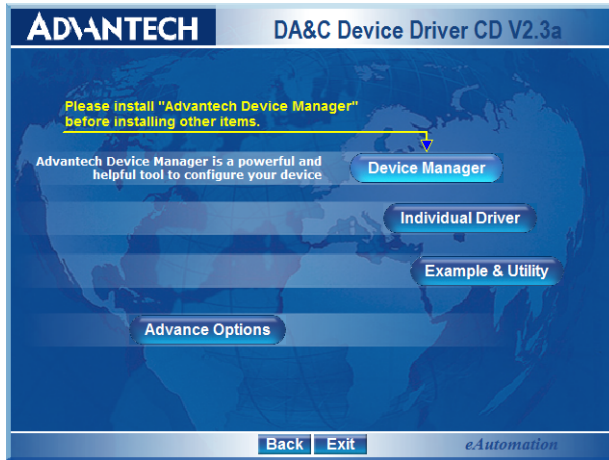 ADVANTECH
DA&C Device Driver CD V2.3a
Please install "Advantech Device Manager"
before installing other items.
Advantech Device Manager is a powerful and
helpful tool to configure your device
Device Manager
Individual Driver
Example & Utility
Advance Options
Back
Exit
eAutomation